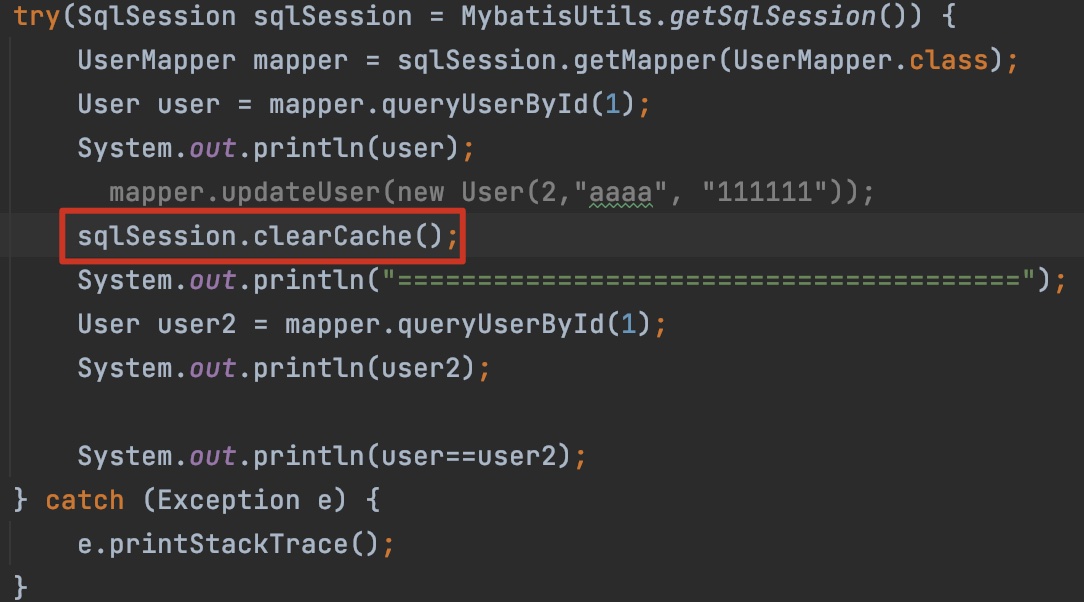 try(SqlSession sqlSession = MybatisUtils.getSqlSession()) {
UserMapper mapper = sqlSession.getMapper(UserMapper.class);
User user = mapper.queryUserById(1);
System.out.println(user);
mapper.updateUser(new User(2,"aaaa", "111111"));
sqlSession.clearCache();
System.out.println("=======================================");
User user2 = mapper.queryUserById(1);
System.out.println(user2);
System.out.println(user==user2);
} catch (Exception e) {
e.printStackTrace();
}